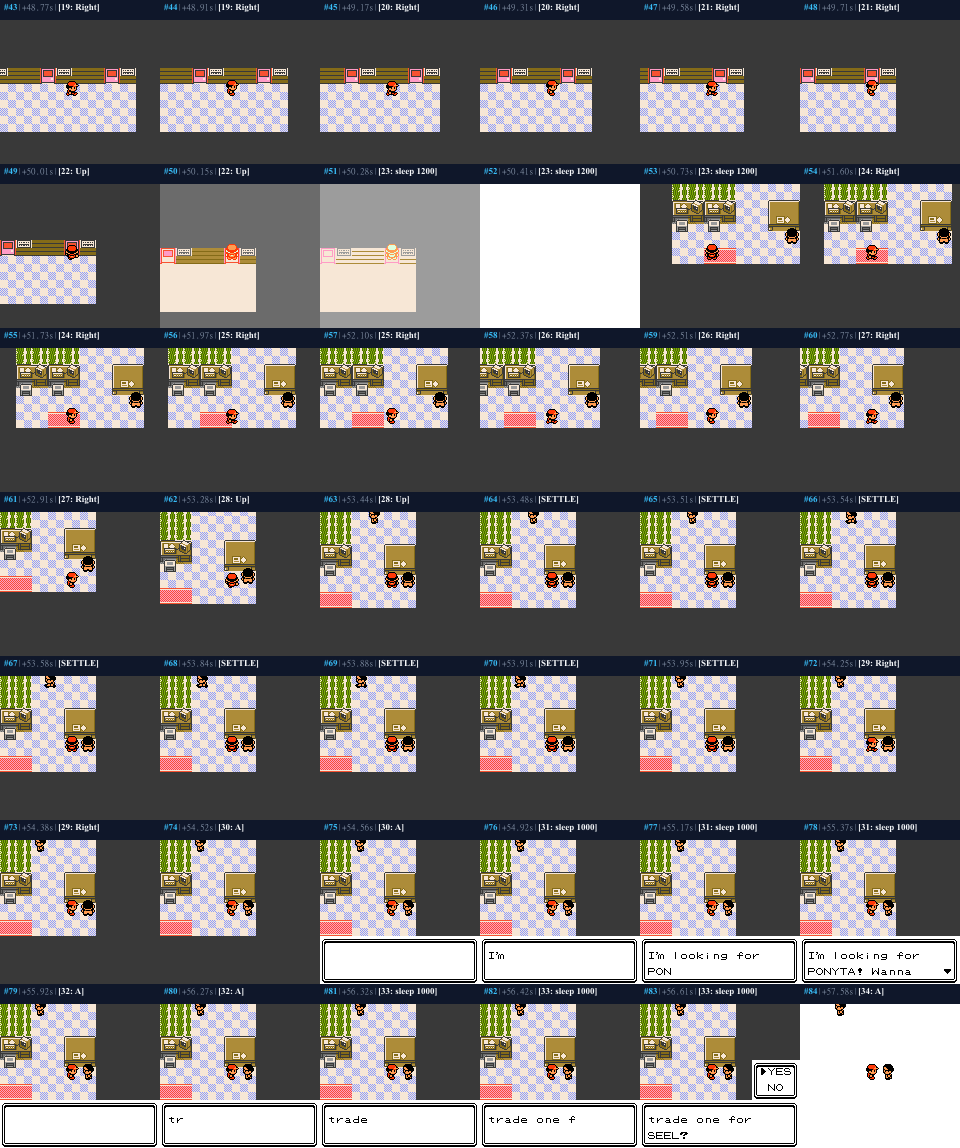 #43|+48.77s|[19: Right]
#44|+48.91s|[19: Right]
#45|+49.17s|[20: Right]
#46|+49.31s|[20: Right]
#47|+49.58s|[21: Right]
#48|+49.71s|[21: Right]
#49|+50.01s|[22: Up]
#50|+50.15s|[22: Up]
#51|+50.28s|[23: sleep 1200]
#52|+50.41s|[23: sleep 1200]
#53|+50.73s|[23: sleep 1200]
#54|+51.60s|[24: Right]
#55|+51.73s|[24: Right]
#56|+51.97s|[25: Right]
#57|+52.10s|[25: Right]
#58|+52.37s|[26: Right]
#59|+52.51s|[26: Right]
#60|+52.77s|[27: Right]
#61|+52.91s|[27: Right]
#62|+53.28s|[28: Up]
#63|+53.44s|[28: Up]
#64|+53.48s|[SETTLE]
#65|+53.51s|[SETTLE]
#66|+53.54s|[SETTLE]
#67|+53.58s|[SETTLE]
#68|+53.84s|[SETTLE]
#69|+53.88s|[SETTLE]
#70|+53.91s|[SETTLE]
#71|+53.95s|[SETTLE]
#72|+54.25s|[29: Right]
#73|+54.38s|[29: Right]
#74|+54.52s|[30: A]
#75|+54.56s|[30: A]
#76|+54.92s|[31: sleep 1000]
#77|+55.17s|[31: sleep 1000]
#78|+55.37s|[31: sleep 1000]
I'm
I'm looking for
PON
I'm looking for
PONYTA! Wanna
#79|+55.92s|[32: A]
#80|+56.27s|[32: A]
#81|+56.32s|[33: sleep 1000]
#82|+56.42s|[33: sleep 1000]
#83|+56.61s|[33: sleep 1000]
#84|+57.58s|[34: A]
YES
NO
tr
trade
trade one f
trade one for
SEEL?